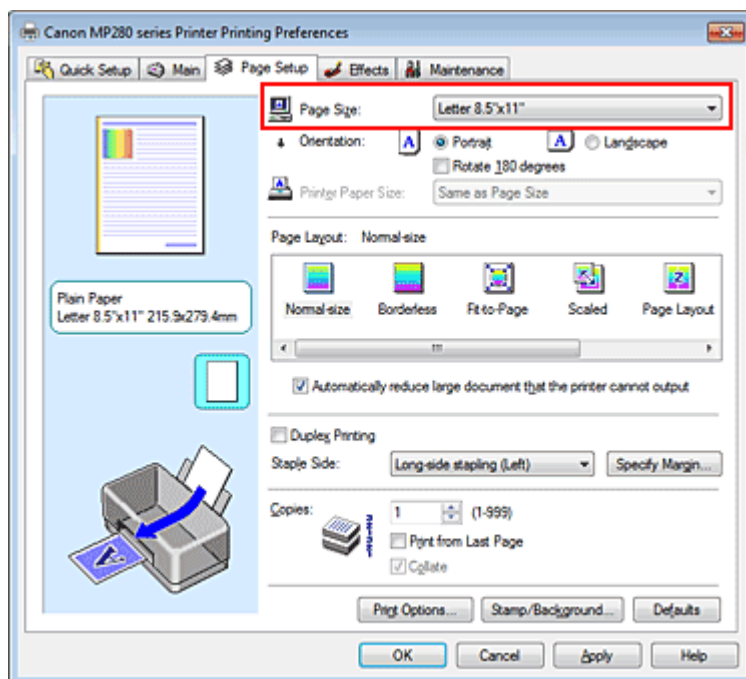 Canon MP280 series Printer Printing Preferences
Quick Setup Main Page Setup Effects Maintenance
Page Size: Letter 8.5"x11"
Orientation: A Portrait A Landscape
Rotate 180 degrees
Printer Paper Size: Same as Page Size
Page Layout: Normal-size
Normal-size Borderless Fit-to-Page Scaled Page Layout
Plain Paper
Letter 8.5"x11" 215.9x279.4mm
Automatically reduce large document that the printer cannot output
Duplex Printing
Staple Side: Long-side stapling (Left) Specify Margin...
Copies: 1 (1-999)
Print from Last Page
Collate
Print Options... Stamp/Background... Defaults
OK Cancel Apply Help